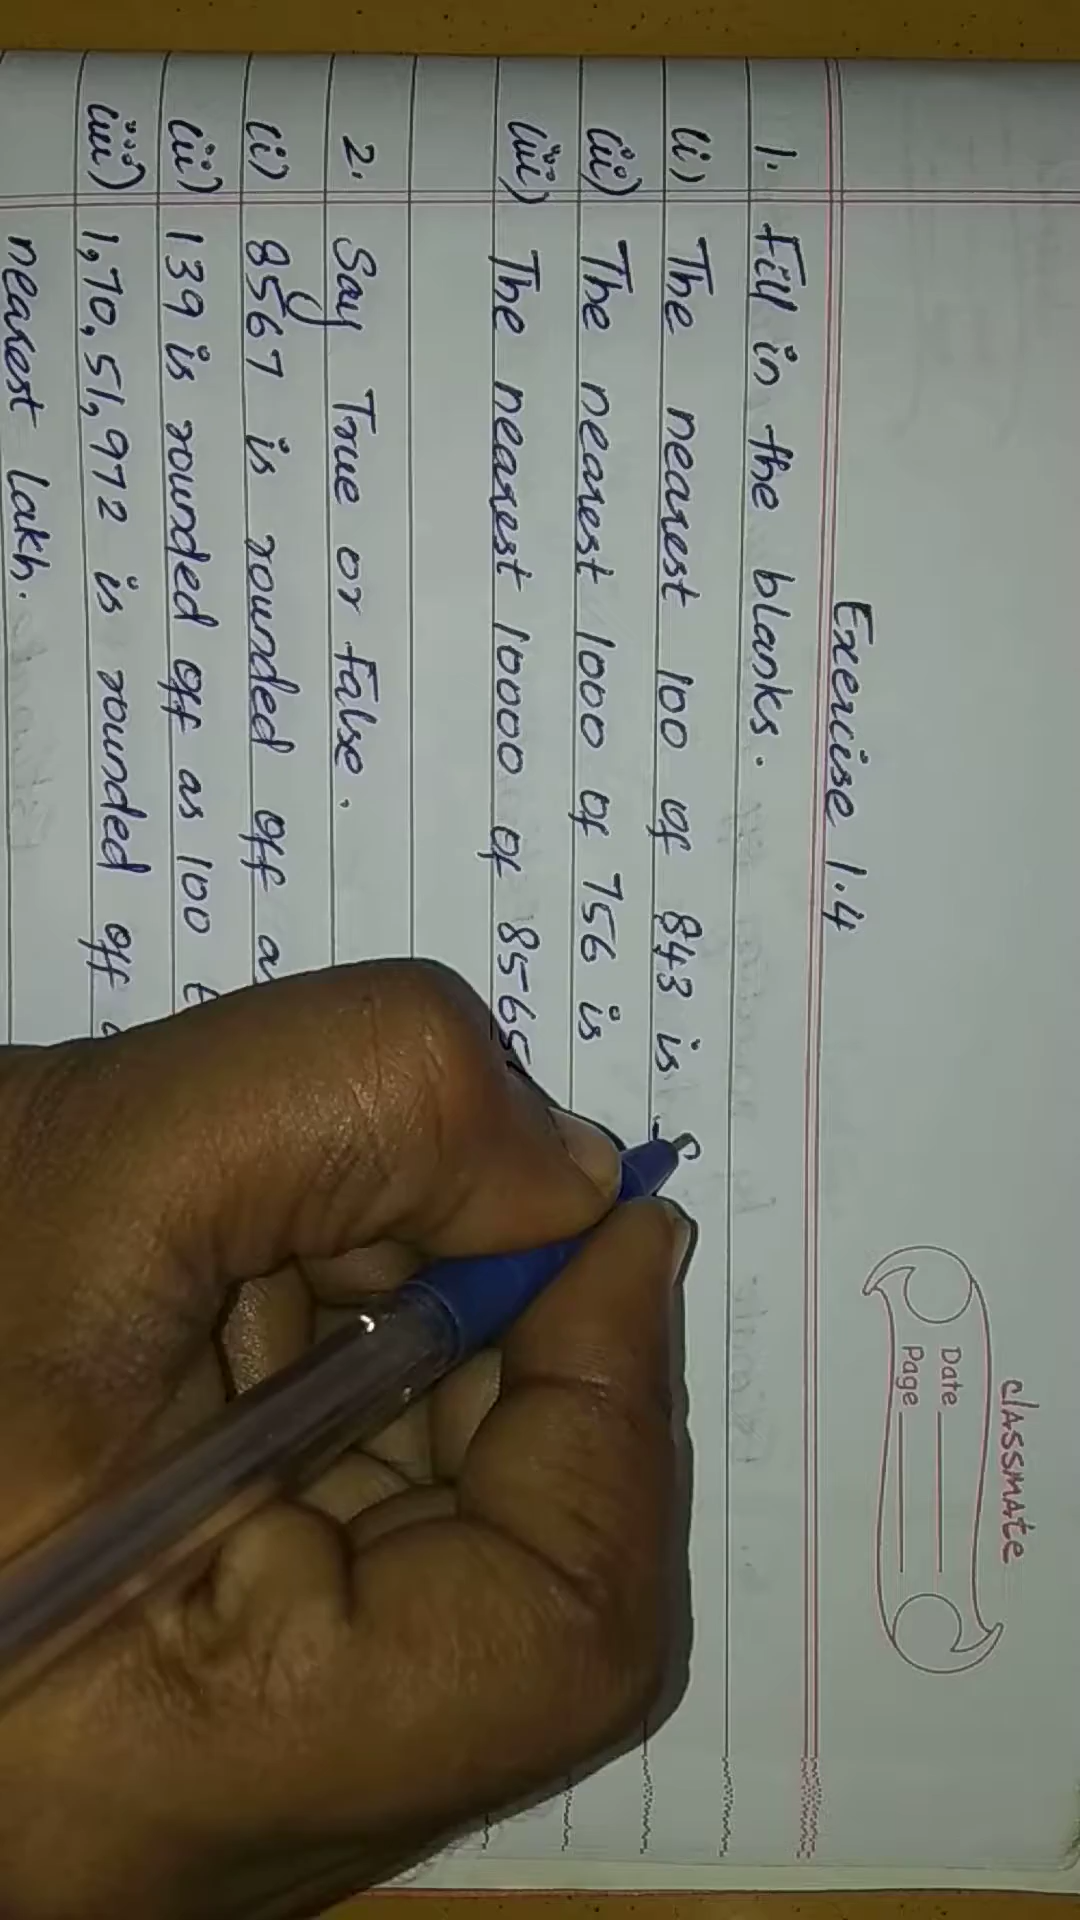 classmate
Date
Page
Exercise 1.4
1. Fill in the blanks.
(i) The nearest 100 of 843 is
(ii) The nearest 1000 of 756 is
(iii) The nearest 10000 of 8565
2. Say True or False.
(i) 8567 is rounded off
(ii) 139 is rounded off as 100
(iii) 1,70,51,972 is rounded off
nearest lakh.